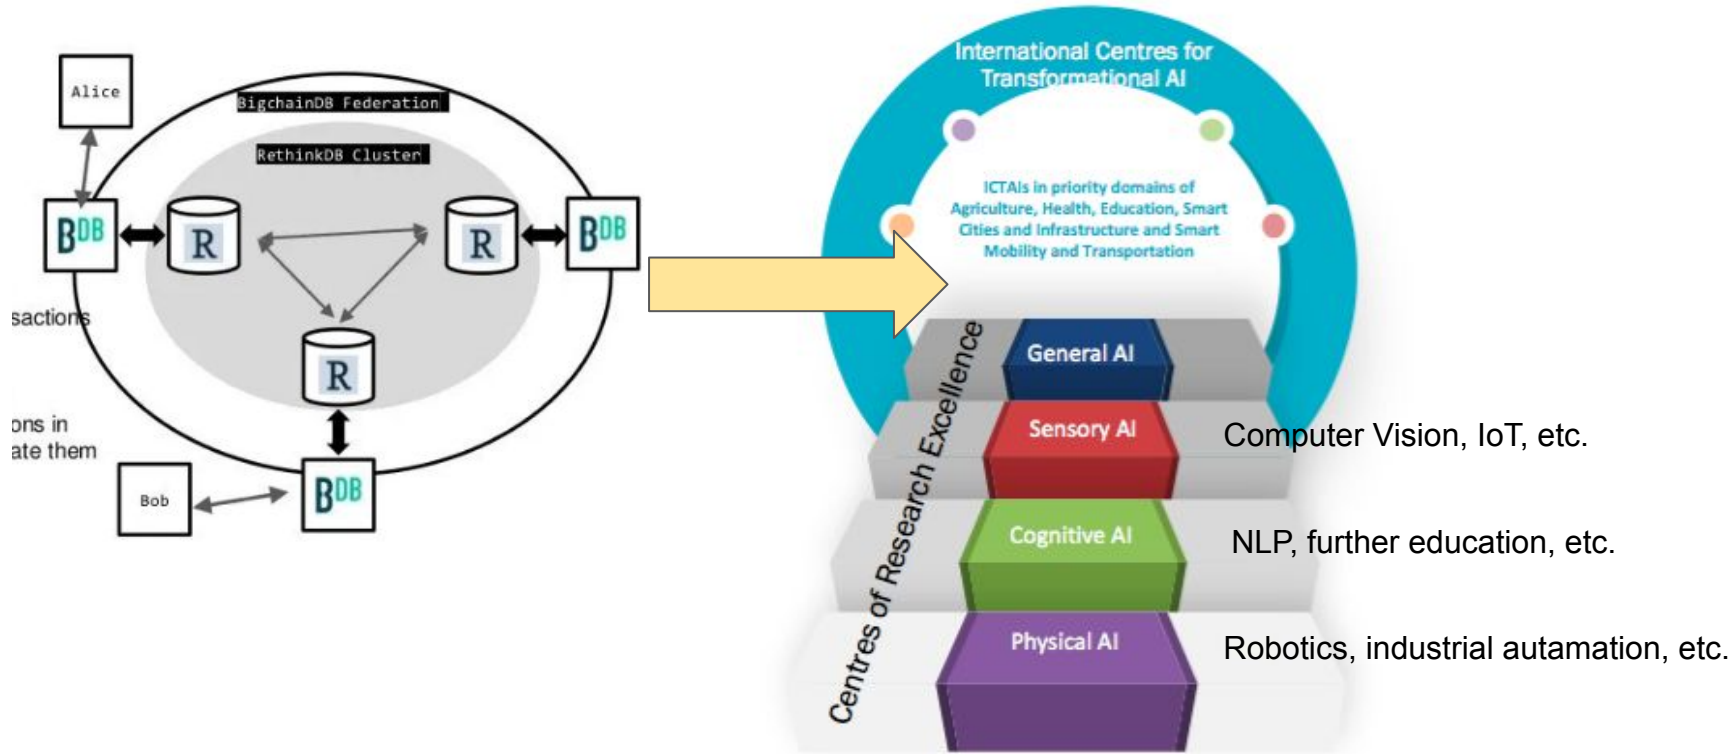 Alice
BigchainDB Federation
RethinkDB Cluster
BDB
R
R
BDB
sactions
R
ons in
ate them
Bob
BDB
International Centres for
Transformational AI
ICTAIs in priority domains of
Agriculture, Health, Education, Smart
Cities and Infrastructure and Smart
Mobility and Transportation
Centres of Research Excellence
General AI
Sensory AI
Computer Vision, IoT, etc.
Cognitive AI
NLP, further education, etc.
Physical AI
Robotics, industrial autamation, etc.